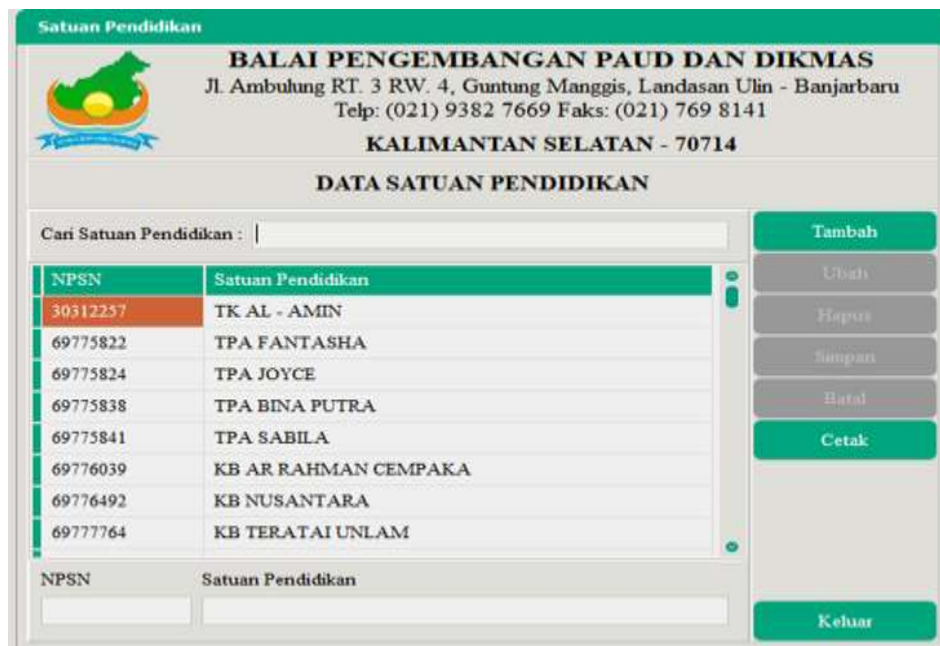 Satuan Pendidikan
BALAI PENGEMBANGAN PAUD DAN DIKMAS
Jl. Ambulung RT. 3 RW. 4, Guntung Manggis, Landasan Ulin - Banjarbaru
Telp: (021) 9382 7669 Faks: (021) 769 8141
KALIMANTAN SELATAN - 70714
DATA SATUAN PENDIDIKAN
Cari Satuan Pendidikan :
Tambah
Ubah
Hapus
Simpan
Batal
Cetak
NPSN Satuan Pendidikan
30312257 TK AL - AMIN
69775822 TPA FANTASHA
69775824 TPA JOYCE
69775838 TPA BINA PUTRA
69775841 TPA SABILA
69776039 KB AR RAHMAN CEMPAKA
69776492 KB NUSANTARA
69777764 KB TERATAI UNLAM
NPSN Satuan Pendidikan
Keluar